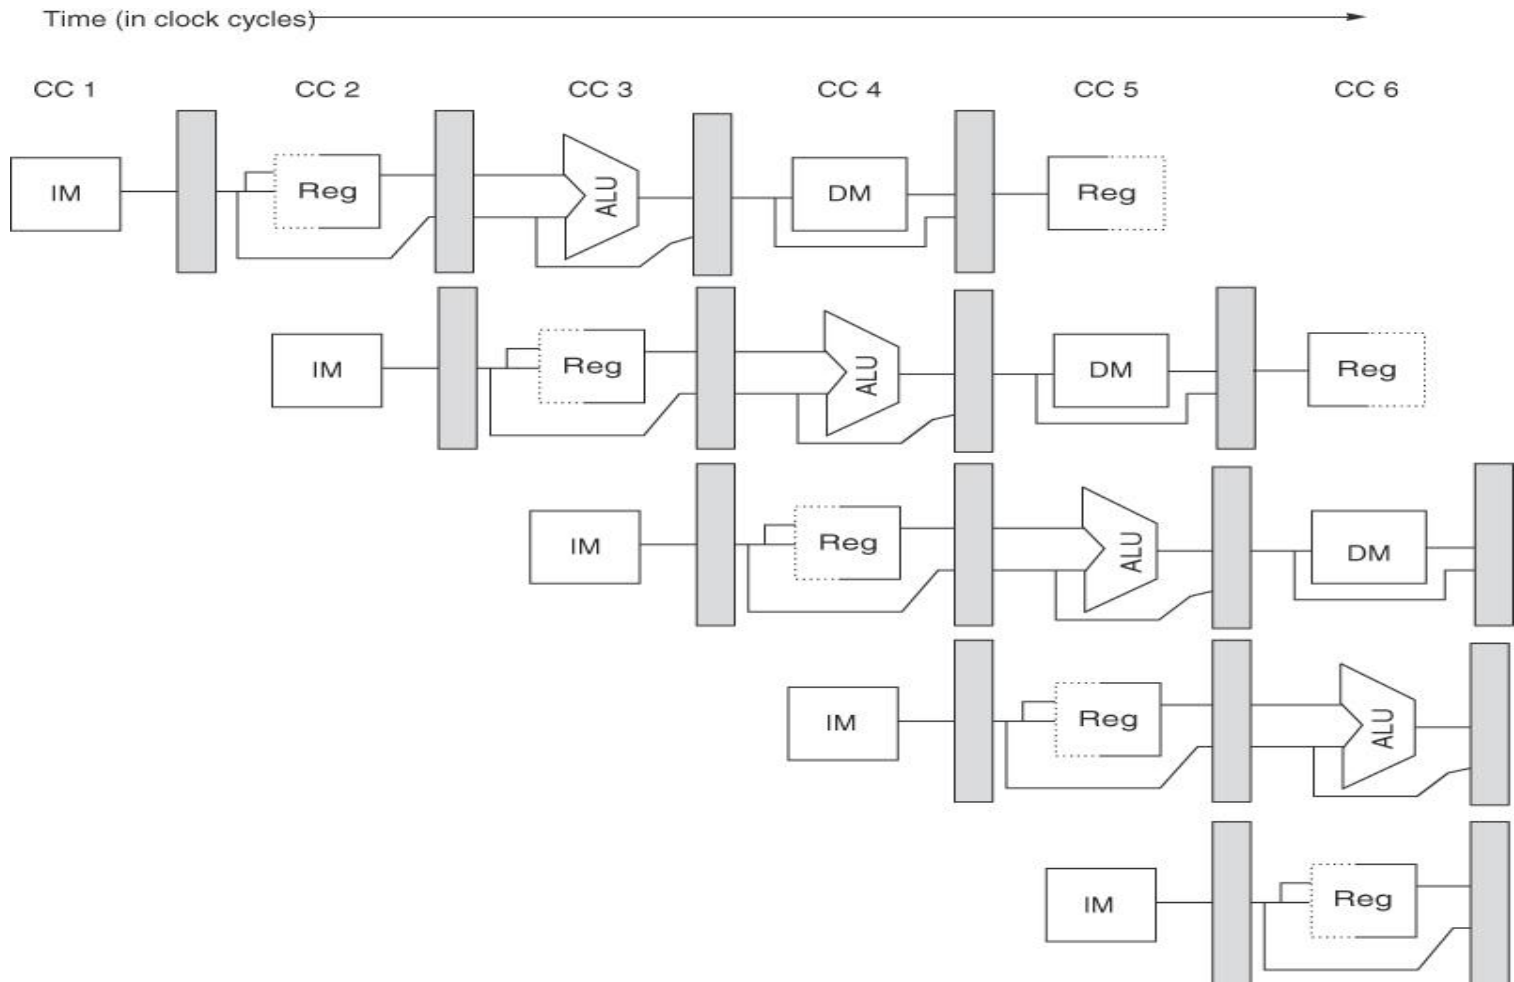 Time (in clock cycles)
CC 1 CC 2 CC 3 CC 4 CC 5 CC 6
IM Reg ALU DM Reg
IM Reg ALU DM Reg
IM Reg ALU DM
IM Reg ALU
IM Reg